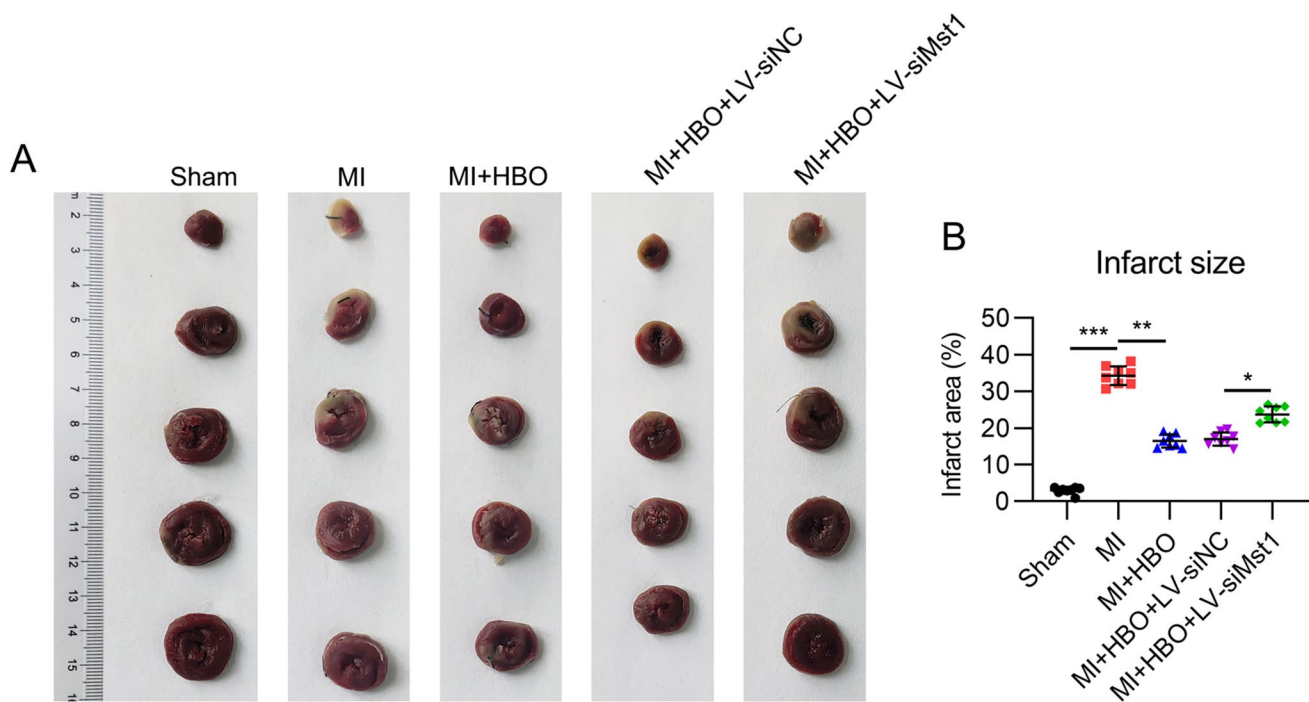 A
Sham
MI
MI+HBO
MI+HBO+LV-siNC
MI+HBO+LV-siMst1
2
3
4
5
6
7
8
9
10
11
12
13
14
15
B
Infarct size
Infarct area (%)
50
40
30
20
10
0
***
**
*
Sham
MI
MI+HBO
MI+HBO+LV-siNC
MI+HBO+LV-siMst1